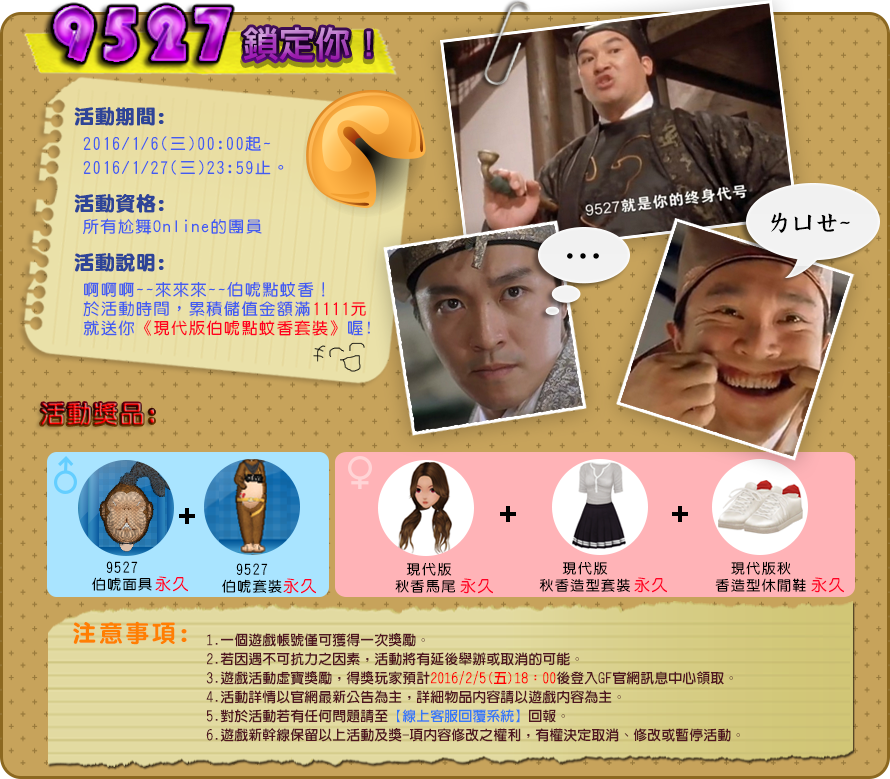 9527鎖定你！
活動期間:
2016/1/6(三)00:00起~
2016/1/27(三)23:59止。
活動資格:
所有尬舞Online的團員
活動說明:
啊啊啊--來來來--伯唬點蚊香！
於活動時間，累積儲值金額滿1111元
就送你《現代版伯唬點蚊香套裝》喔!
9527就是你的终身代号
...
ㄌㄩㄝ~
活動獎品:
9527
伯唬面具 永久
+
9527
伯唬套裝永久
現代版
秋香馬尾 永久
+
現代版
秋香造型套裝 永久
+
現代版秋
香造型休閒鞋 永久
注意事項:
1.一個遊戲帳號僅可獲得一次獎勵。
2.若因遇不可抗力之因素，活動將有延後舉辦或取消的可能。
3.遊戲活動虛寶獎勵，得獎玩家預計2016/2/5(五)18：00後登入GF官網訊息中心領取。
4.活動詳情以官網最新公告為主，詳細物品內容請以遊戲內容為主。
5.對於活動若有任何問題請至【線上客服回覆系統】回報。
6.遊戲新幹線保留以上活動及獎-項內容修改之權利，有權決定取消、修改或暫停活動。